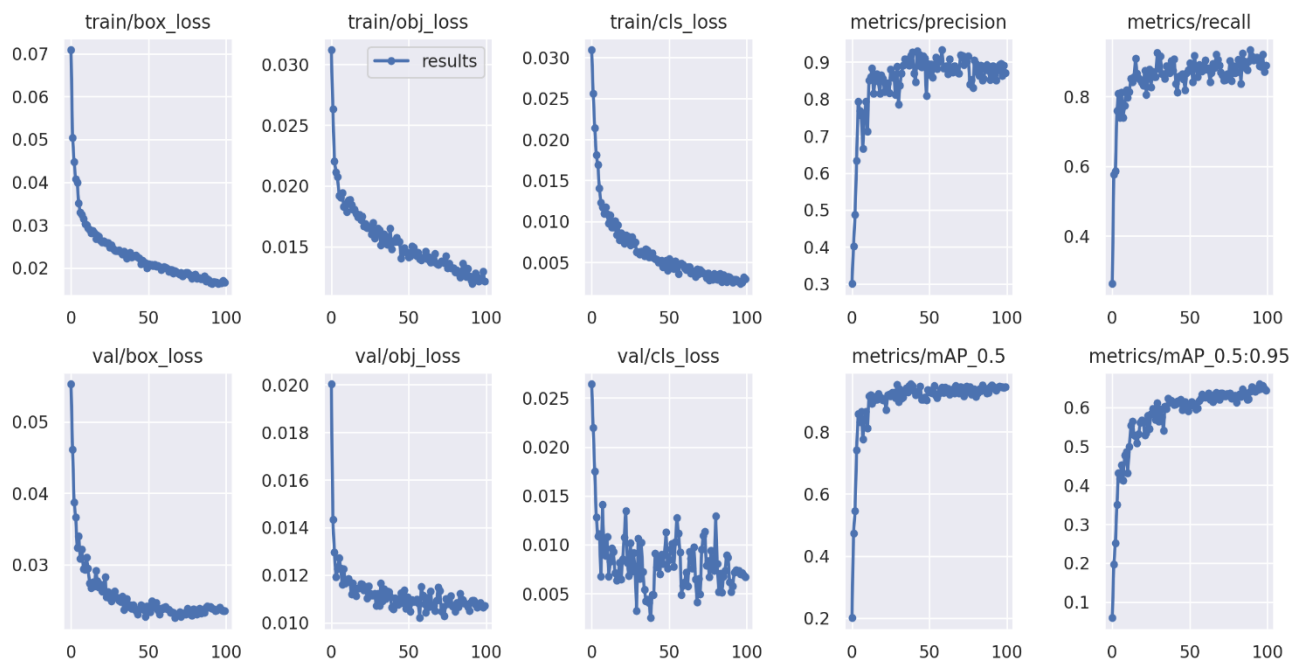 train/box_loss
train/obj_loss
train/cls_loss
metrics/precision
metrics/recall
0.07
0.06
0.05
0.04
0.03
0.02
0 50 100
results
0.030
0.025
0.020
0.015
0 50 100
0.030
0.025
0.020
0.015
0.010
0.005
0 50 100
0.9
0.8
0.7
0.6
0.5
0.4
0.3
0 50 100
0.8
0.6
0.4
0 50 100
val/box_loss
val/obj_loss
val/cls_loss
metrics/mAP_0.5
metrics/mAP_0.5:0.95
0.05
0.04
0.03
0 50 100
0.020
0.018
0.016
0.014
0.012
0.010
0 50 100
0.025
0.020
0.015
0.010
0.005
0 50 100
0.8
0.6
0.4
0.2
0 50 100
0.6
0.5
0.4
0.3
0.2
0.1
0 50 100